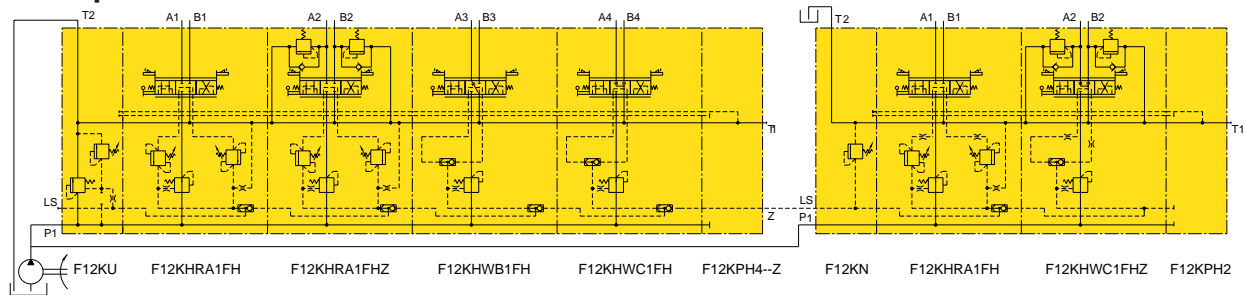 T2 A1 B1 A2 B2 A3 B3 A4 B4 T2 A1 B1 A2 B2
T1 T1
LS Z LS
P1 P1
F12KU F12KHRA1FH F12KHRA1FHZ F12KHWB1FH F12KHWC1FH F12KPH4--Z F12KN F12KHRA1FH F12KHWC1FHZ F12KPH2